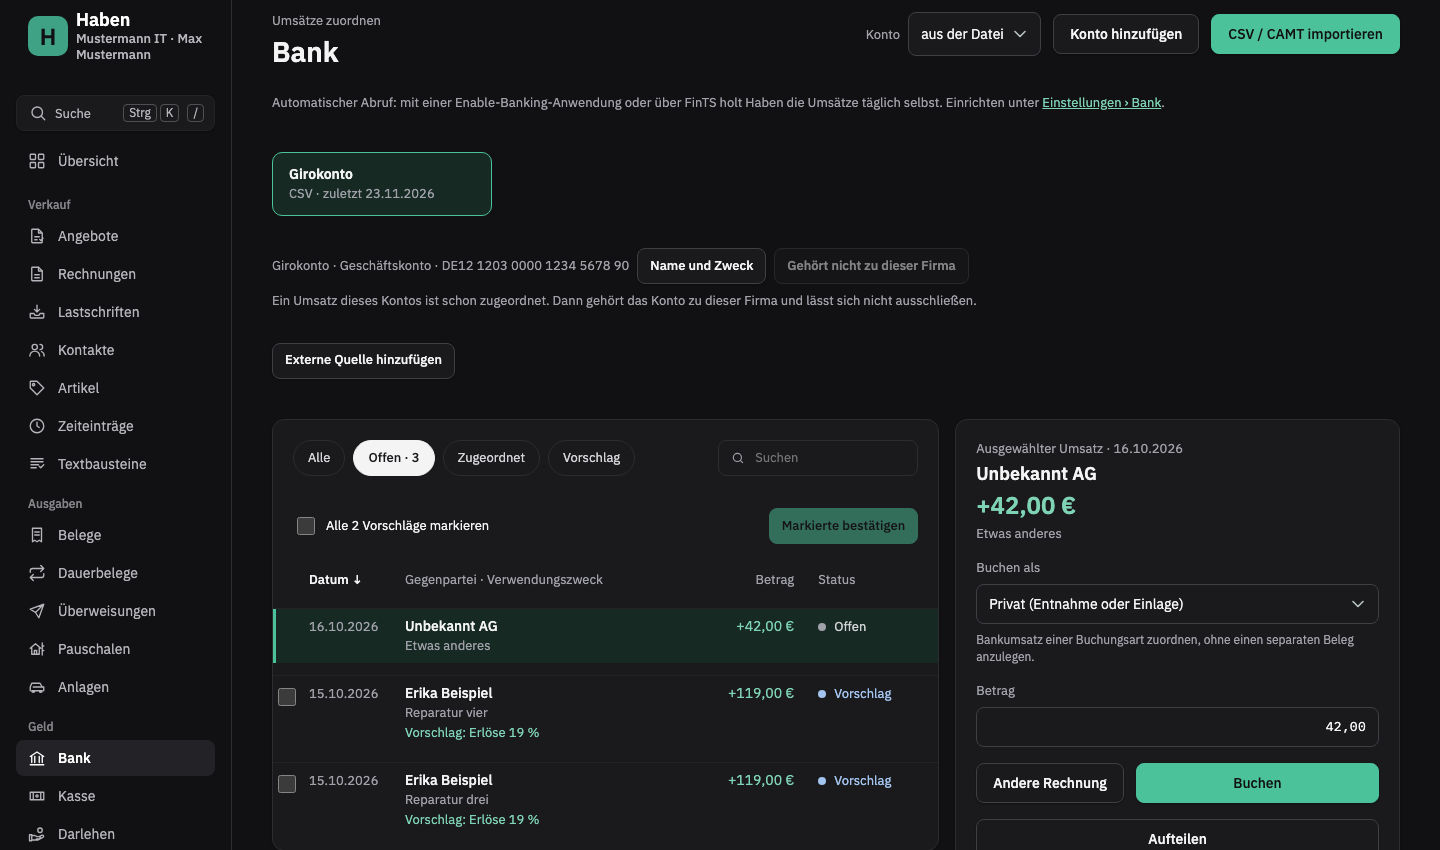 H
Haben
Mustermann IT · Max
Mustermann
Suche
Strg K /
Übersicht
Verkauf
Angebote
Rechnungen
Lastschriften
Kontakte
Artikel
Zeiteinträge
Textbausteine
Ausgaben
Belege
Dauerbelege
Überweisungen
Pauschalen
Anlagen
Geld
Bank
Kasse
Darlehen
Umsätze zuordnen
Bank
Konto
aus der Datei
Konto hinzufügen
CSV / CAMT importieren
Automatischer Abruf: mit einer Enable-Banking-Anwendung oder über FinTS holt Haben die Umsätze täglich selbst. Einrichten unter Einstellungen › Bank.
Girokonto
CSV · zuletzt 23.11.2026
Girokonto · Geschäftskonto · DE12 1203 0000 1234 5678 90
Name und Zweck
Gehört nicht zu dieser Firma
Ein Umsatz dieses Kontos ist schon zugeordnet. Dann gehört das Konto zu dieser Firma und lässt sich nicht ausschließen.
Externe Quelle hinzufügen
Alle
Offen · 3
Zugeordnet
Vorschlag
Suchen
Alle 2 Vorschläge markieren
Markierte bestätigen
Datum ↓ Gegenpartei · Verwendungszweck Betrag Status
16.10.2026 Unbekannt AG +42,00 € Offen
Etwas anderes
15.10.2026 Erika Beispiel +119,00 € Vorschlag
Reparatur vier
Vorschlag: Erlöse 19 %
15.10.2026 Erika Beispiel +119,00 € Vorschlag
Reparatur drei
Vorschlag: Erlöse 19 %
Ausgewählter Umsatz · 16.10.2026
Unbekannt AG
+42,00 €
Etwas anderes
Buchen als
Privat (Entnahme oder Einlage)
Bankumsatz einer Buchungsart zuordnen, ohne einen separaten Beleg
anzulegen.
Betrag
42,00
Andere Rechnung
Buchen
Aufteilen